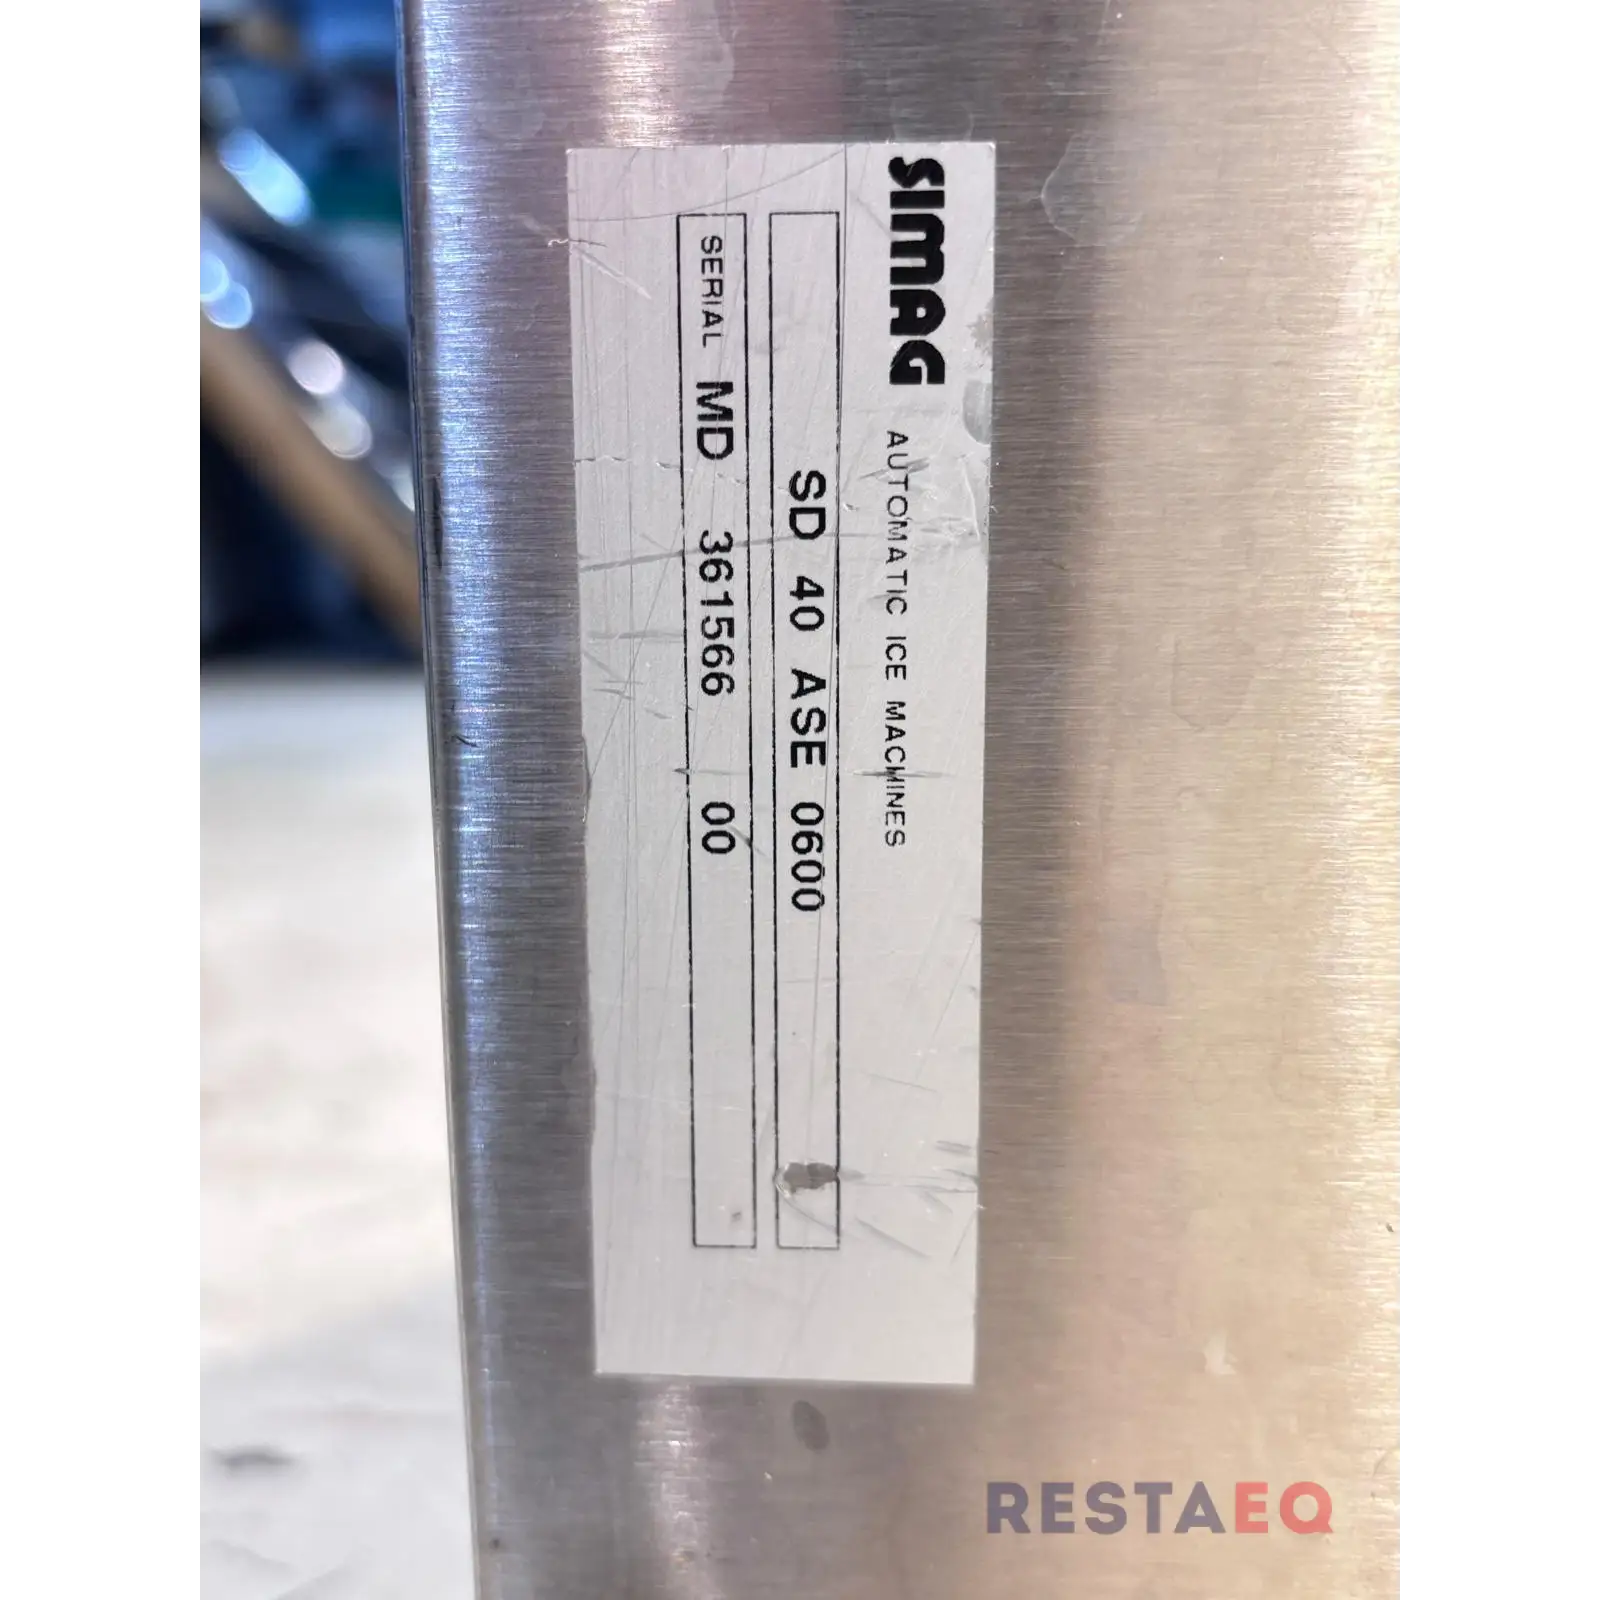 SIMAG AUTOMATIC ICE MACHINES
SD 40 ASE 0600
SERIAL MD 361566 00
RESTAEQ